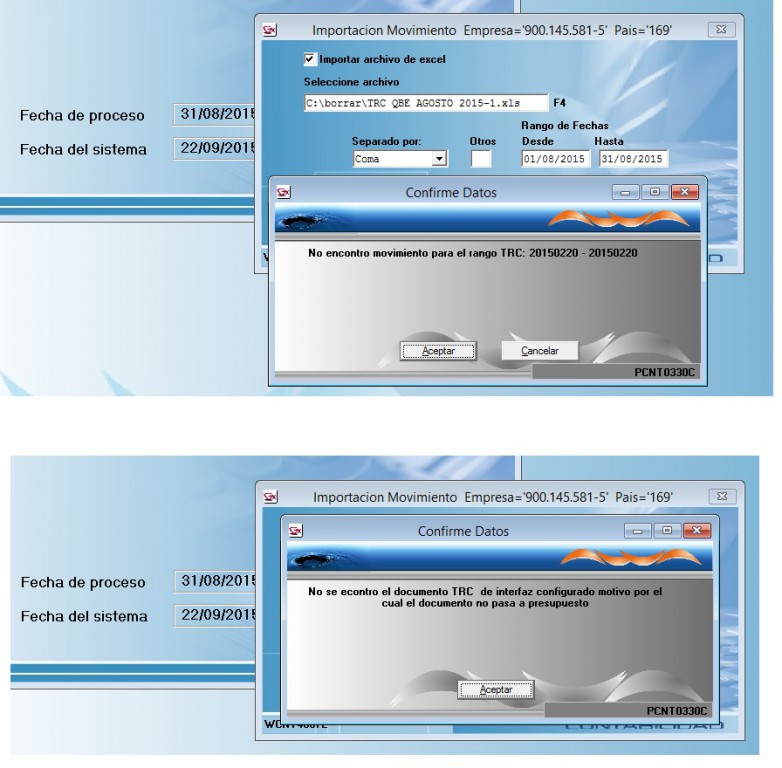 Importacion Movimiento Empresa='900.145.581-5' Pais='169'
Importar archivo de excel
Seleccione archivo
C:\borrar\TRC QBE AGOSTO 2015-1.xls F4
Rango de Fechas
Separado por: Otros Desde Hasta
Coma 01/08/2015 31/08/2015
Fecha de proceso 31/08/2015
Fecha del sistema 22/09/2015
Confirme Datos
No encontro movimiento para el rango TRC: 20150220 - 20150220
Aceptar Cancelar
PCNT0330C
Importacion Movimiento Empresa='900.145.581-5' Pais='169'
Confirme Datos
Fecha de proceso 31/08/2015
Fecha del sistema 22/09/2015
No se econtro el documento TRC de interfaz configurado motivo por el
cual el documento no pasa a presupuesto
Aceptar
PCNT0330C
CONTABILIDAD